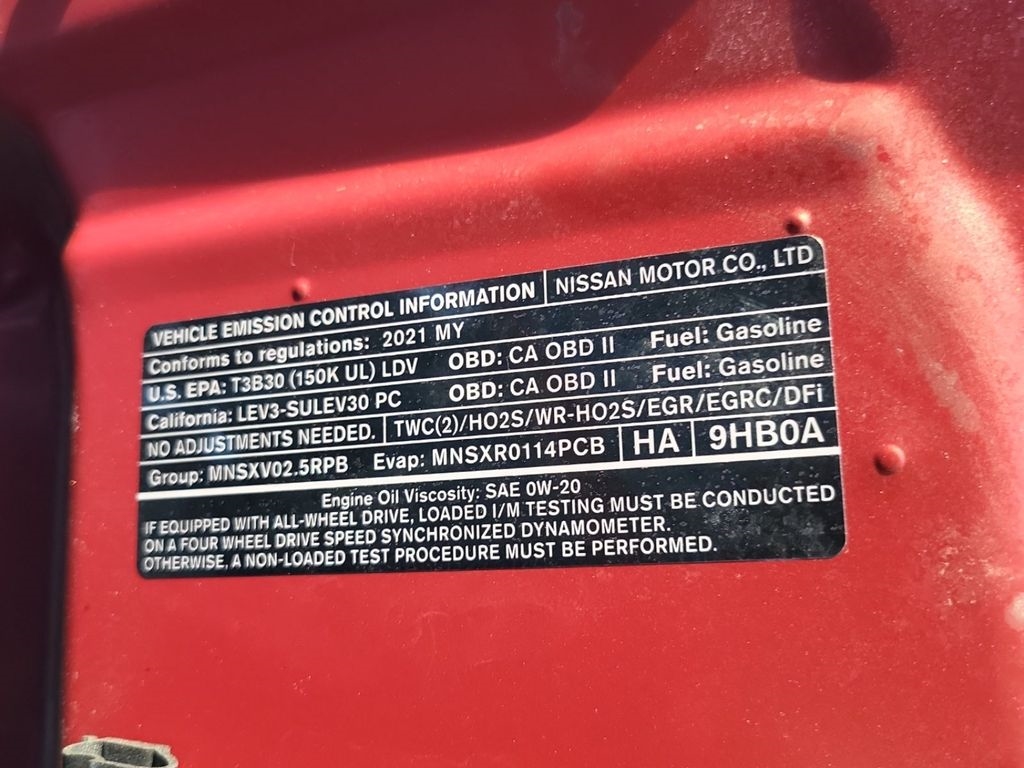 VEHICLE EMISSION CONTROL INFORMATION NISSAN MOTOR CO., LTD
Conforms to regulations: 2021 MY
U.S. EPA: T3B30 (150K UL) LDV OBD: CA OBD II Fuel: Gasoline
California: LEV3-SULEV30 PC OBD: CA OBD II Fuel: Gasoline
NO ADJUSTMENTS NEEDED. TWC(2)/HO2S/WR-HO2S/EGR/EGRC/DFi
Group: MNSXV02.5RPB Evap: MNSXR0114PCB HA 9HB0A
Engine Oil Viscosity: SAE 0W-20
IF EQUIPPED WITH ALL-WHEEL DRIVE, LOADED I/M TESTING MUST BE CONDUCTED
ON A FOUR WHEEL DRIVE SPEED SYNCHRONIZED DYNAMOMETER.
OTHERWISE, A NON-LOADED TEST PROCEDURE MUST BE PERFORMED.